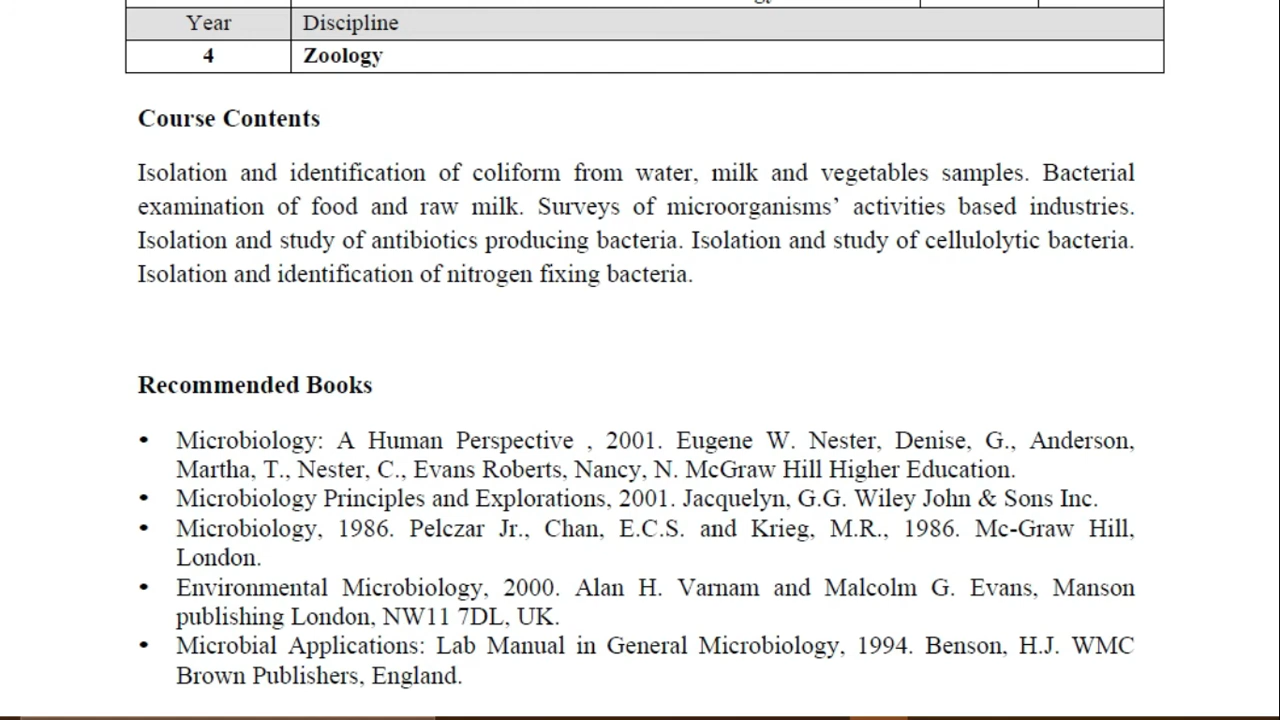 Year Discipline
4 Zoology
Course Contents
Isolation and identification of coliform from water, milk and vegetables samples. Bacterial
examination of food and raw milk. Surveys of microorganisms’ activities based industries.
Isolation and study of antibiotics producing bacteria. Isolation and study of cellulolytic bacteria.
Isolation and identification of nitrogen fixing bacteria.
Recommended Books
• Microbiology: A Human Perspective , 2001. Eugene W. Nester, Denise, G., Anderson,
Martha, T., Nester, C., Evans Roberts, Nancy, N. McGraw Hill Higher Education.
• Microbiology Principles and Explorations, 2001. Jacquelyn, G.G. Wiley John & Sons Inc.
• Microbiology, 1986. Pelczar Jr., Chan, E.C.S. and Krieg, M.R., 1986. Mc-Graw Hill,
London.
• Environmental Microbiology, 2000. Alan H. Varnam and Malcolm G. Evans, Manson
publishing London, NW11 7DL, UK.
• Microbial Applications: Lab Manual in General Microbiology, 1994. Benson, H.J. WMC
Brown Publishers, England.